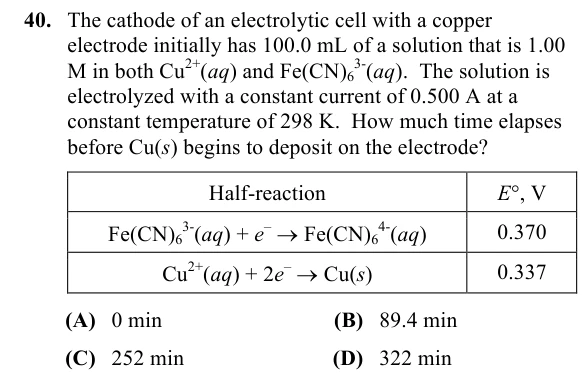 40. The cathode of an electrolytic cell with a copper
electrode initially has 100.0 mL of a solution that is 1.00
M in both Cu²⁺(aq) and Fe(CN)₆³⁻(aq). The solution is
electrolyzed with a constant current of 0.500 A at a
constant temperature of 298 K. How much time elapses
before Cu(s) begins to deposit on the electrode?
Half-reaction E°, V
Fe(CN)₆³⁻(aq) + e⁻ → Fe(CN)₆⁴⁻(aq) 0.370
Cu²⁺(aq) + 2e⁻ → Cu(s) 0.337
(A) 0 min (B) 89.4 min
(C) 252 min (D) 322 min